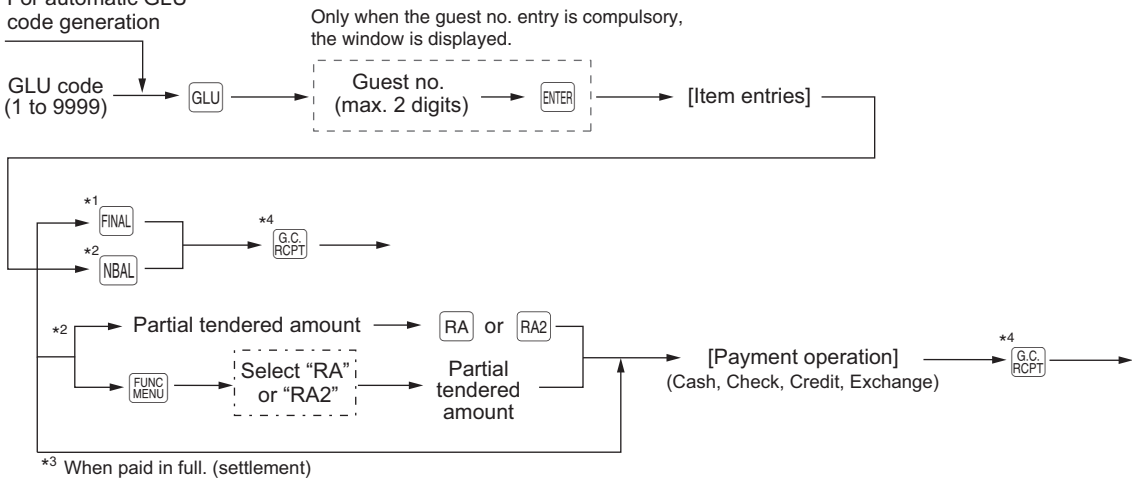 For automatic GLU
code generation
Only when the guest no. entry is compulsory,
the window is displayed.
GLU code
(1 to 9999)
GLU
Guest no.
(max. 2 digits)
ENTER
[Item entries]
*1
FINAL
*2
NBAL
*4
G.C.
RCPT
*2
Partial tendered amount
RA or RA2
FUNC
MENU
Select “RA”
or “RA2”
Partial
tendered
amount
[Payment operation]
(Cash, Check, Credit, Exchange)
*4
G.C.
RCPT
*3 When paid in full. (settlement)